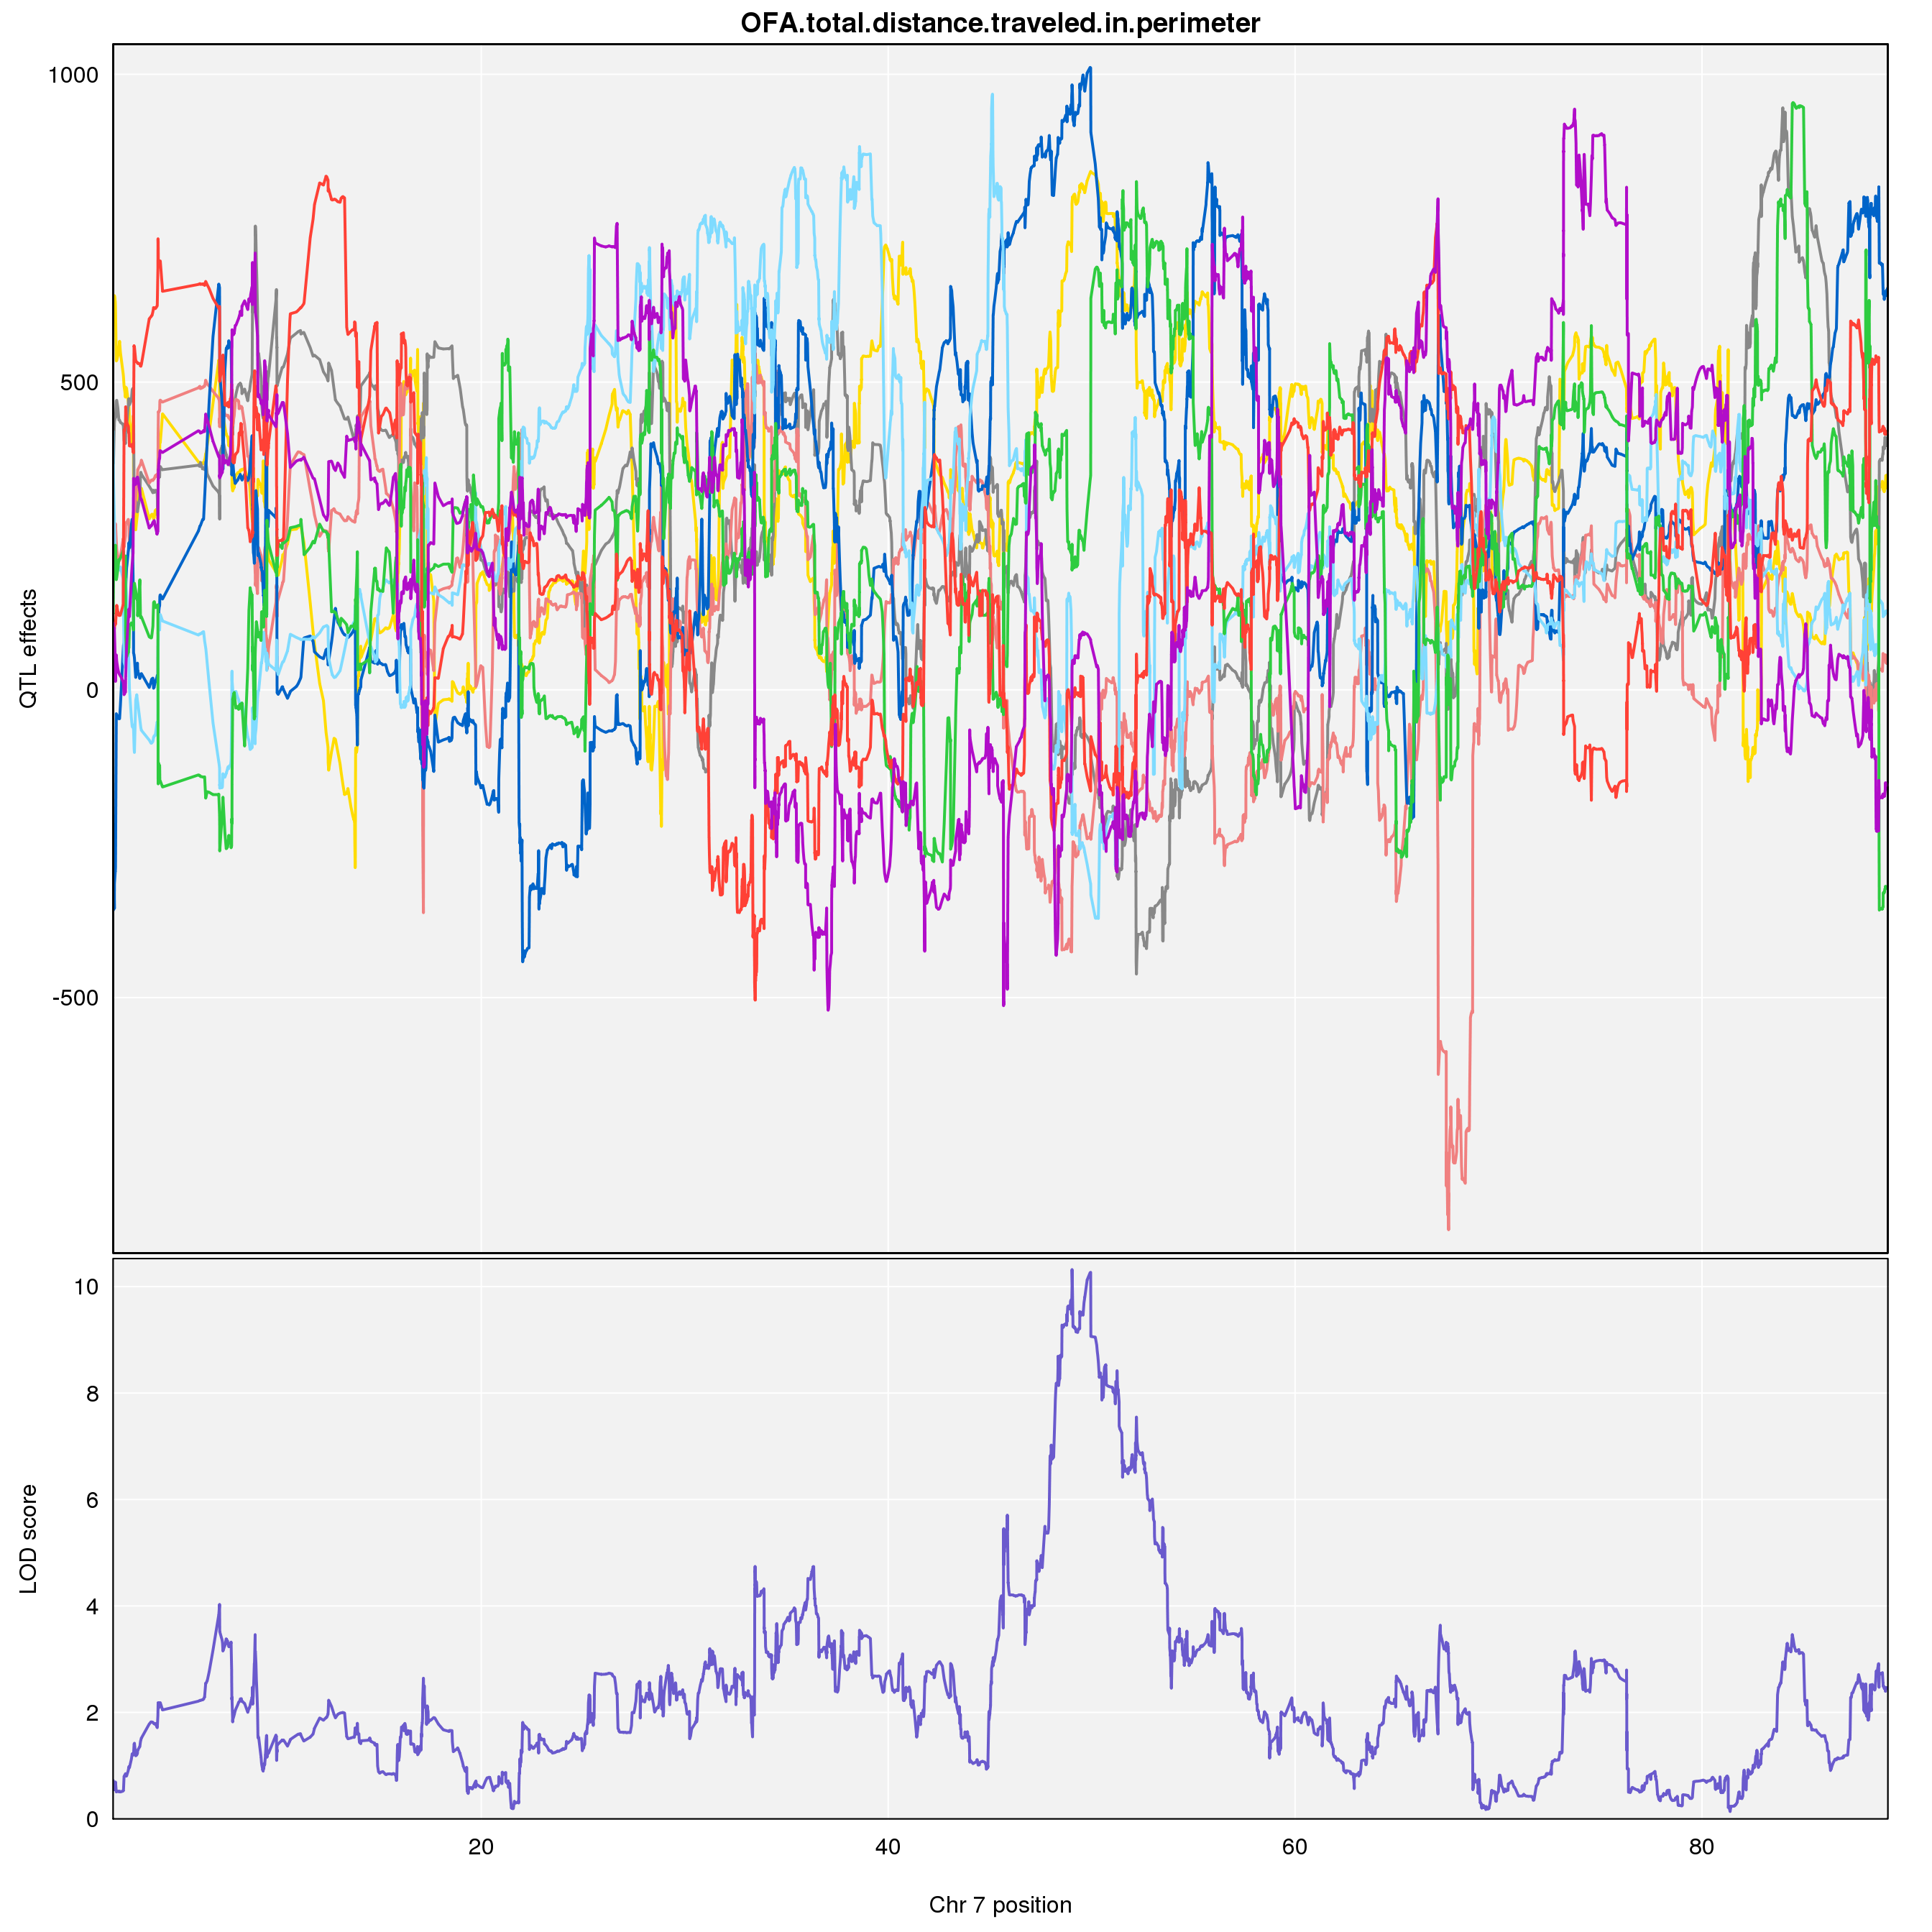 OFA.total.distance.traveled.in.perimeter
1000
500
0
-500
QTL effects
10
8
6
4
2
0
LOD score
20 40 60 80
Chr 7 position